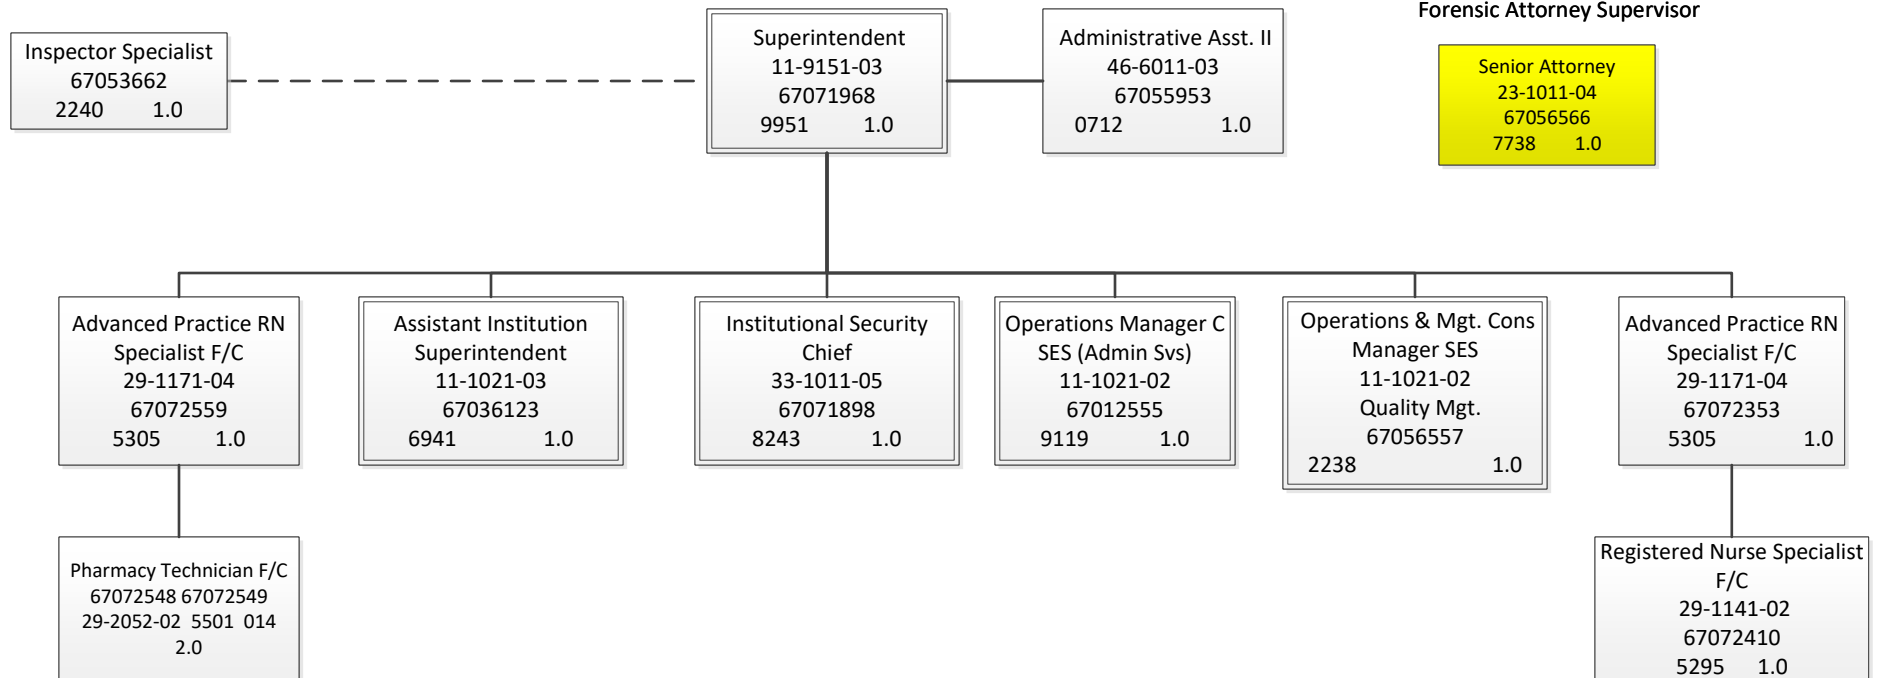 Forensic Attorney Supervisor
Inspector Specialist
67053662
2240 1.0
Superintendent
11-9151-03
67071968
9951 1.0
Administrative Asst. II
46-6011-03
67055953
0712 1.0
Senior Attorney
23-1011-04
67056566
7738 1.0
Advanced Practice RN
Specialist F/C
29-1171-04
67072559
5305 1.0
Assistant Institution
Superintendent
11-1021-03
67036123
6941 1.0
Institutional Security
Chief
33-1011-05
67071898
8243 1.0
Operations Manager C
SES (Admin Svs)
11-1021-02
67012555
9119 1.0
Operations & Mgt. Cons
Manager SES
11-1021-02
Quality Mgt.
67056557
2238 1.0
Advanced Practice RN
Specialist F/C
29-1171-04
67072353
5305 1.0
Pharmacy Technician F/C
67072548 67072549
29-2052-02 5501 014
2.0
Registered Nurse Specialist
F/C
29-1141-02
67072410
5295 1.0